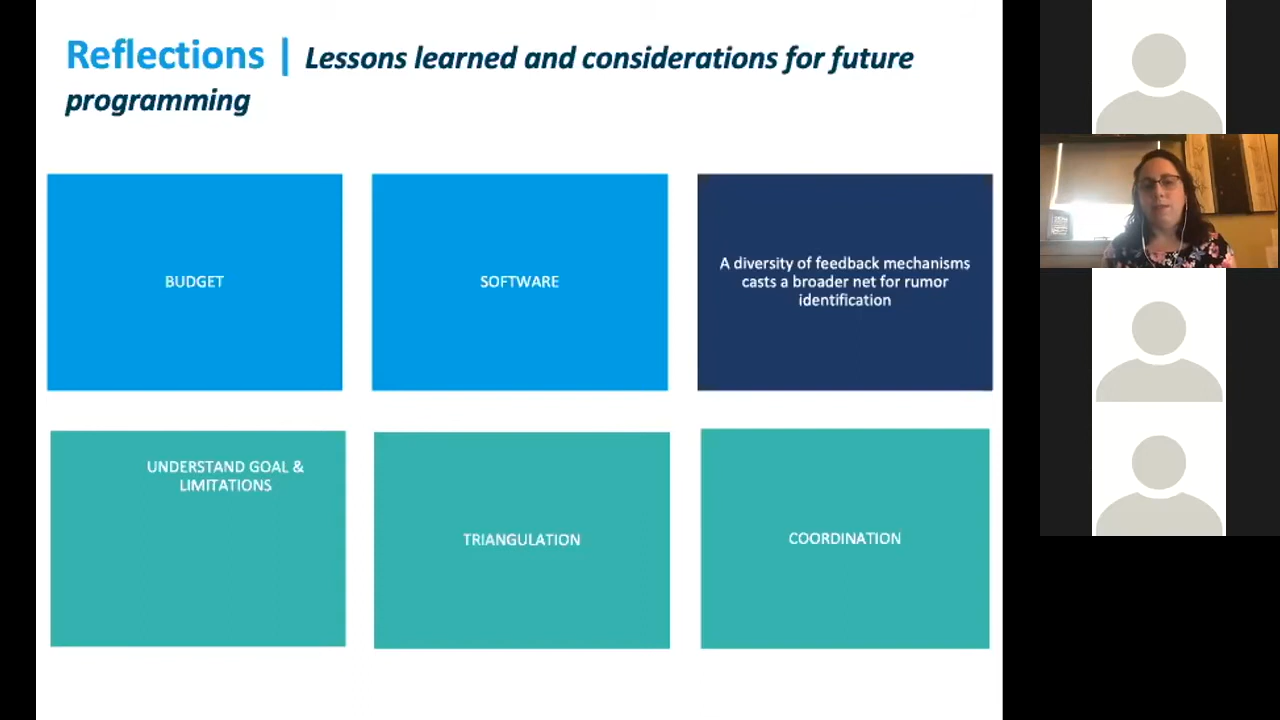 Reflections | Lessons learned and considerations for future
programming
BUDGET
SOFTWARE
A diversity of feedback mechanisms
casts a broader net for rumor
identification
UNDERSTAND GOAL &
LIMITATIONS
TRIANGULATION
COORDINATION